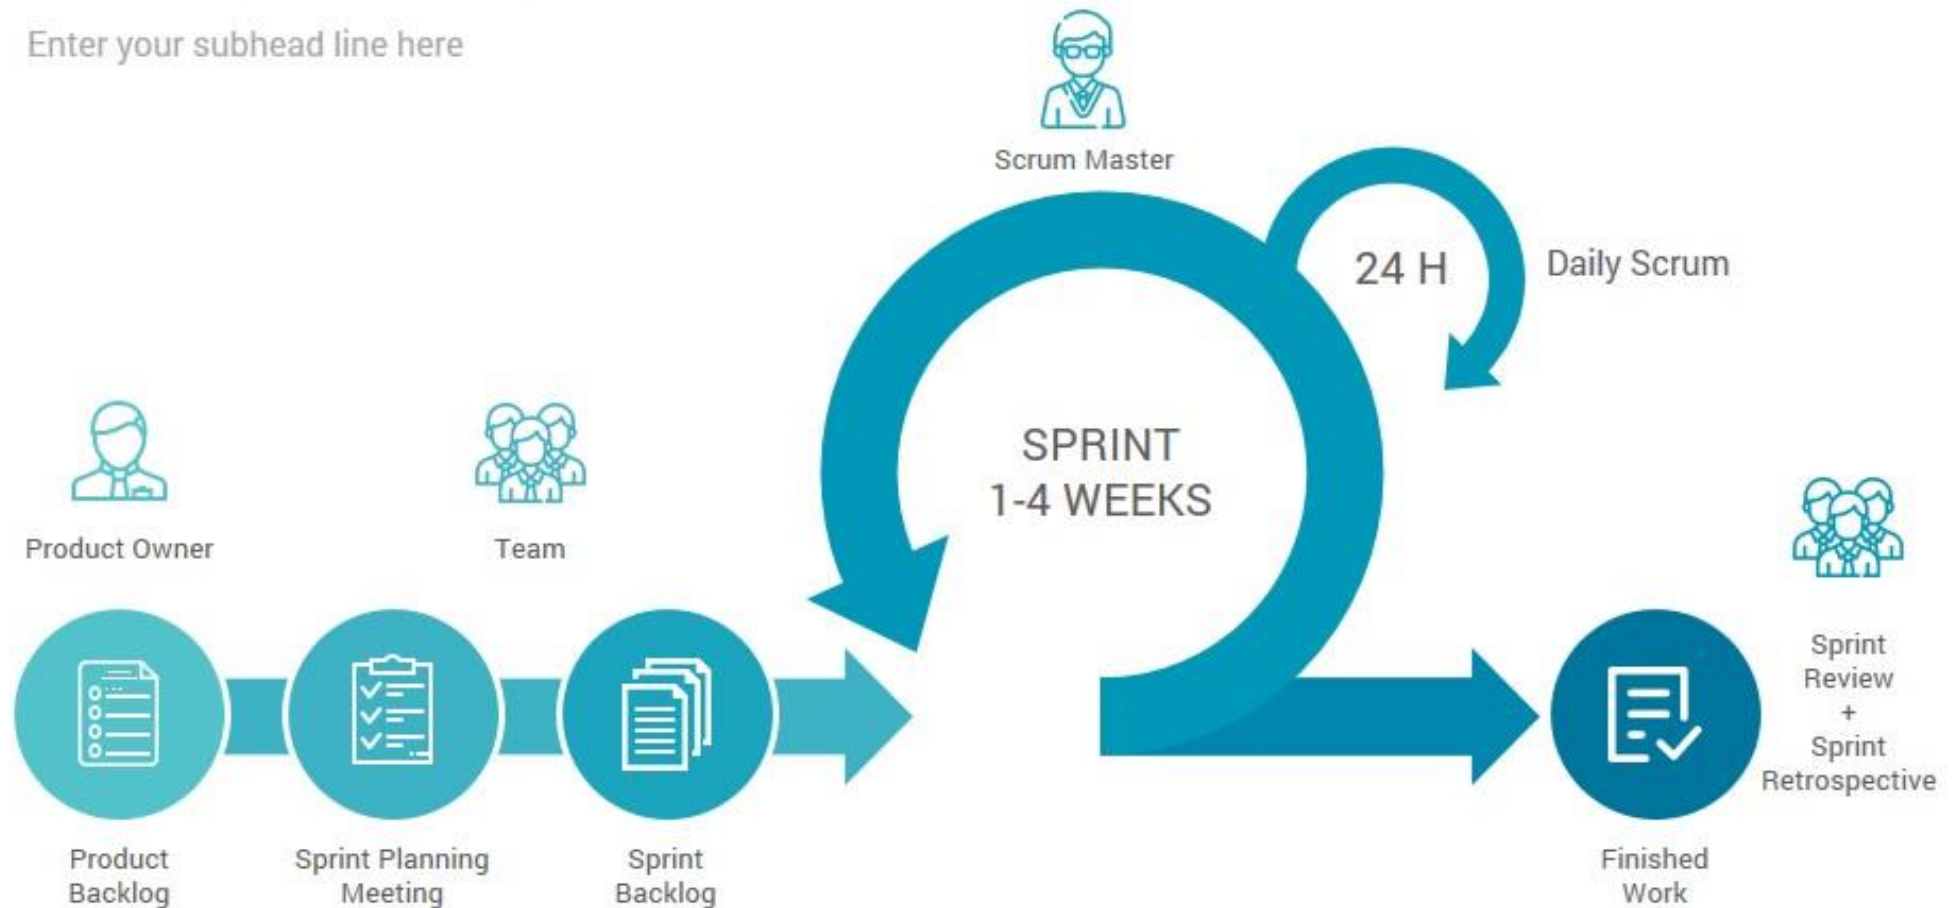 Enter your subhead line here
Scrum Master
24 H
Daily Scrum
SPRINT
1-4 WEEKS
Product Owner
Team
Product
Backlog
Sprint Planning
Meeting
Sprint
Backlog
Finished
Work
Sprint
Review
+
Sprint
Retrospective